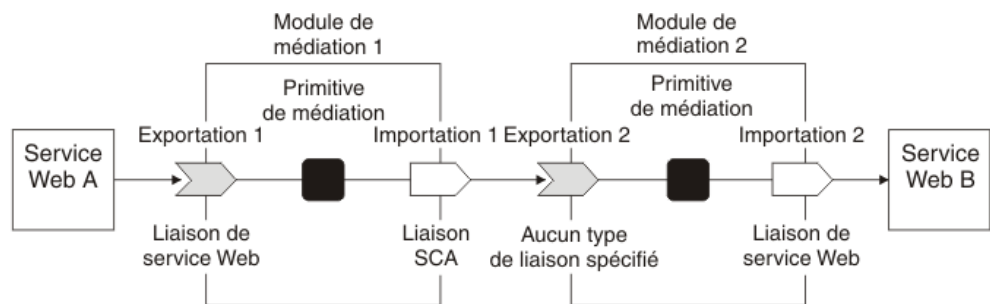 Module de
médiation 1
Module de
médiation 2
Primitive
de médiation
Primitive
de médiation
Exportation 1
Importation 1
Exportation 2
Importation 2
Service
Web A
Service
Web B
Liaison de
service Web
Liaison
SCA
Aucun type
de liaison spécifié
Liaison de
service Web